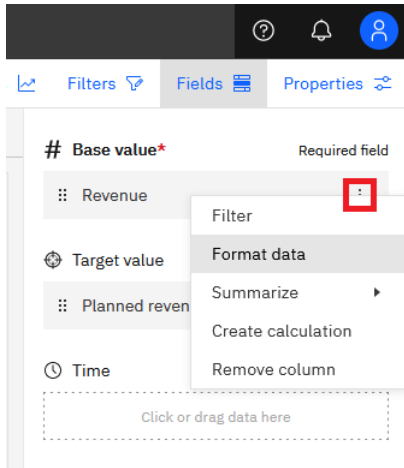 Filters Fields Properties
# Base value* Required field
Revenue
Filter
Format data
Target value
Summarize
Planned reven
Create calculation
Time
Remove column
Click or drag data here